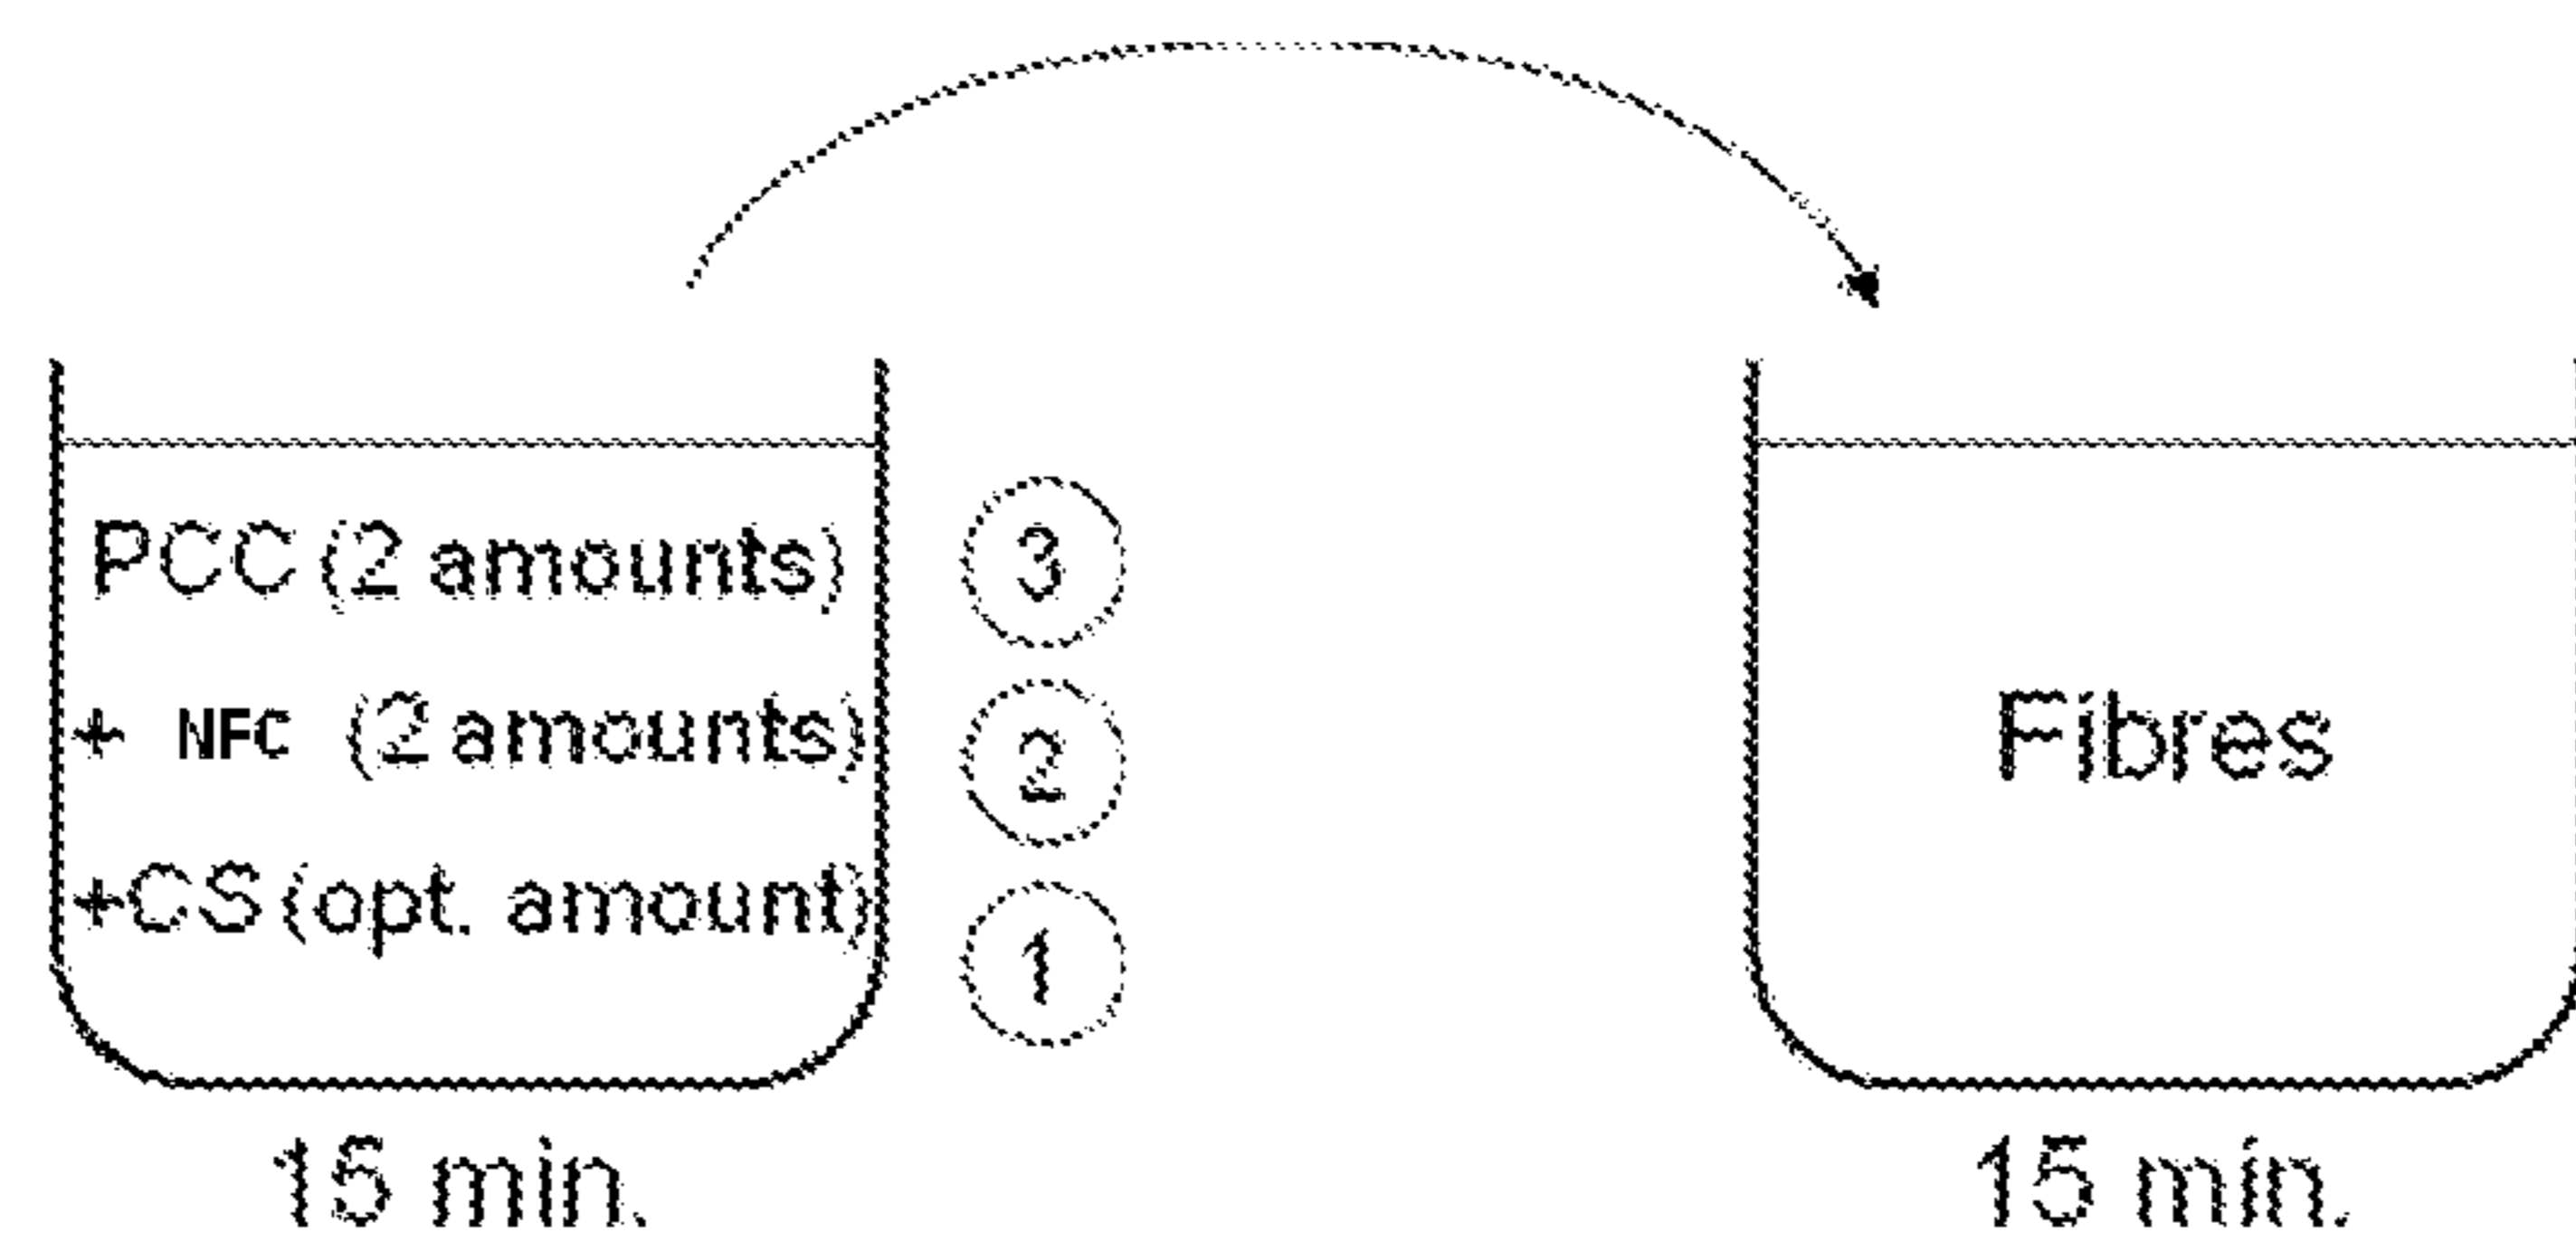 PCC (2 amounts)
3
+ NFC (2 amounts)
2
+CS (opt. amount)
1
Fibres
15 min.
15 min.